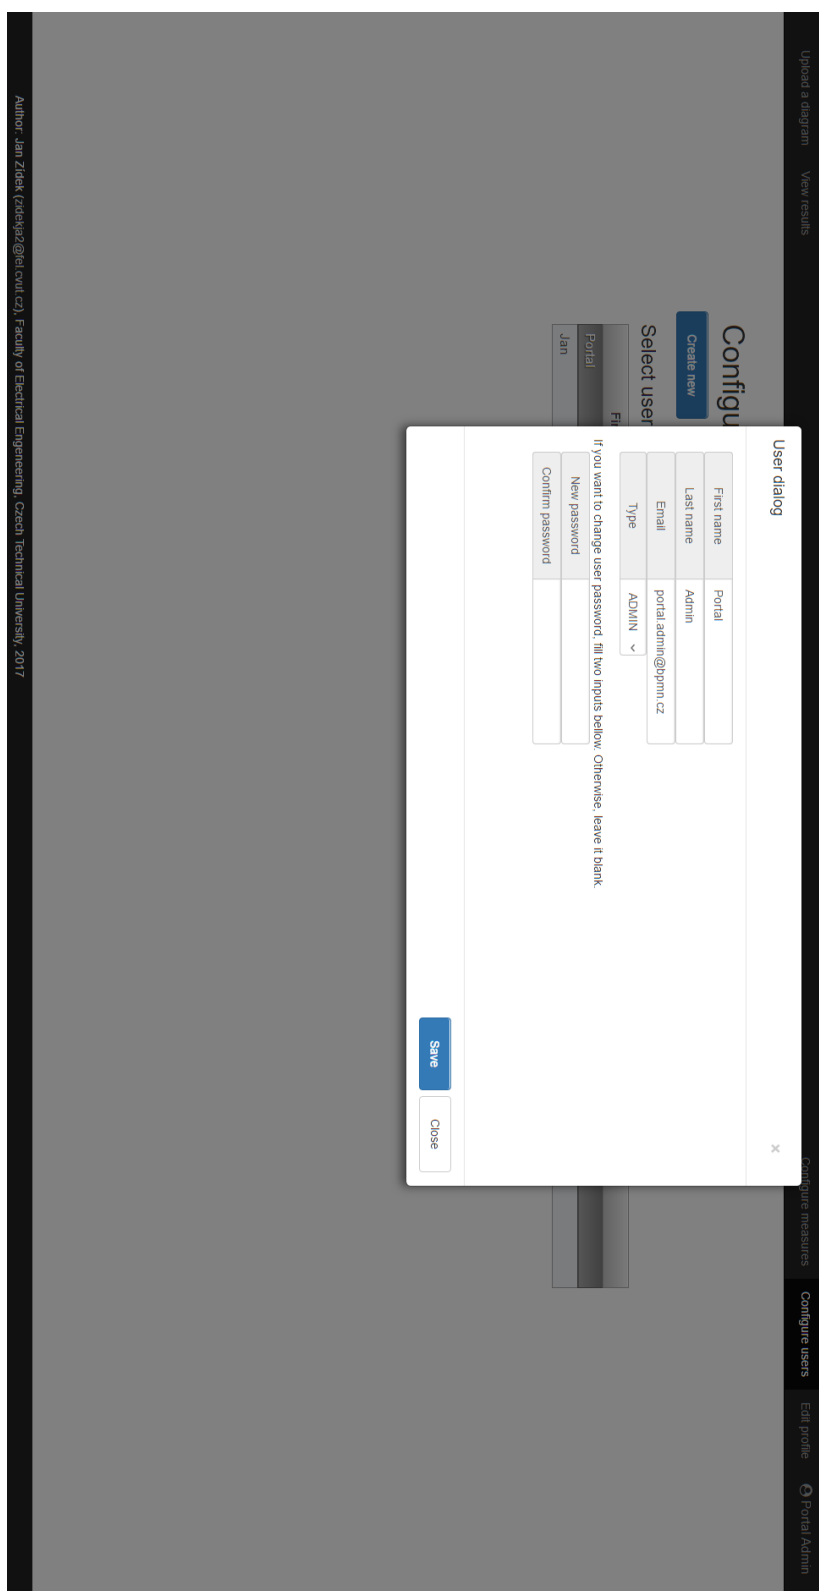 Upload a diagram View results Configure measures Configure users Edit profile Portal Admin
Configu
Create new
Select user
Fir
Portal
Jan
User dialog ×
First name Portal
Last name Admin
Email portal.admin@bpmn.cz
Type ADMIN
If you want to change user password, fill two inputs bellow. Otherwise, leave it blank.
New password
Confirm password
Save Close
Author: Jan Zídek (zidekja2@fel.cvut.cz), Faculty of Electrical Engeneering, Czech Technical University, 2017